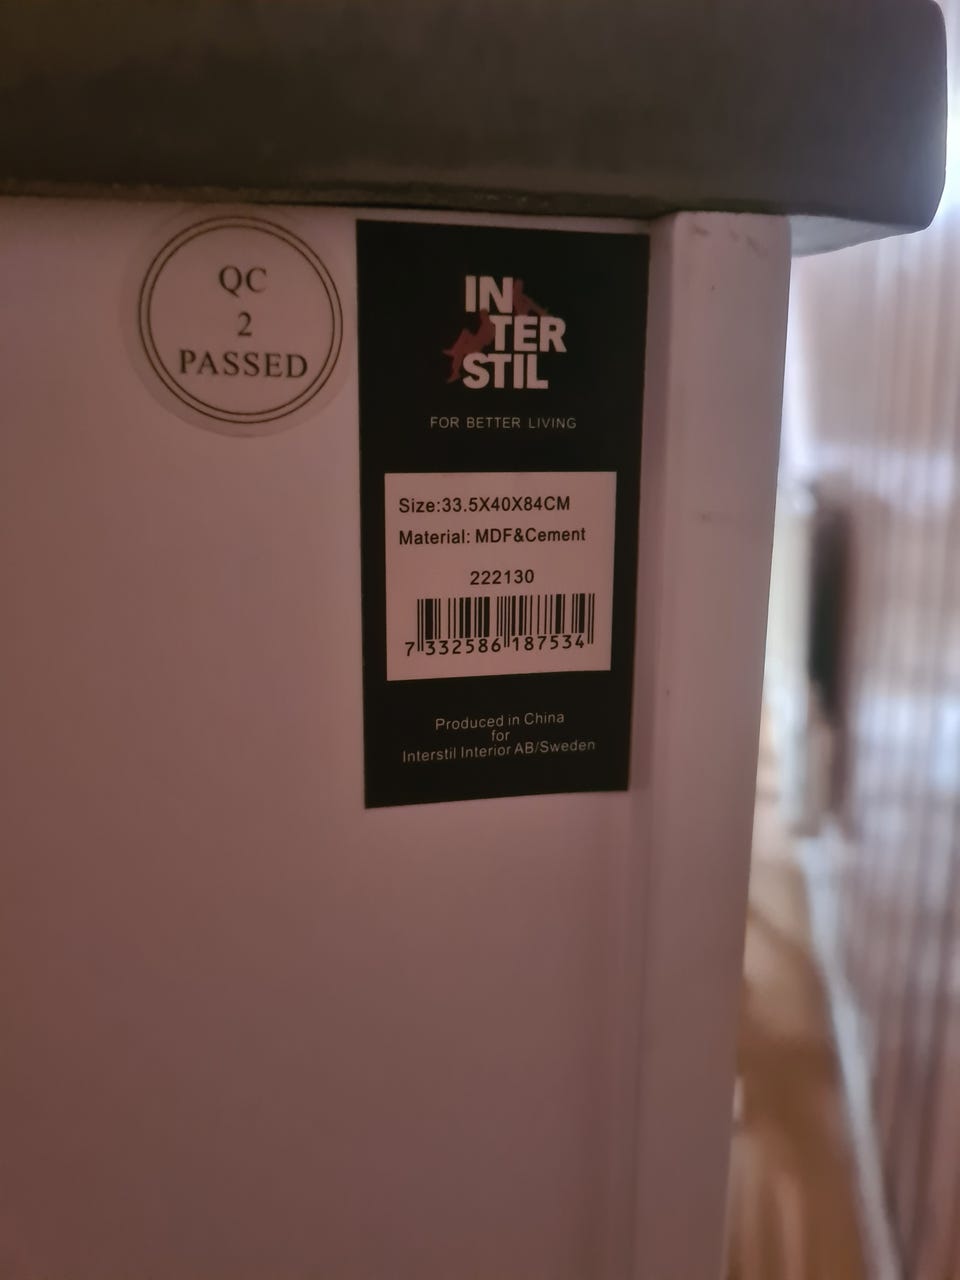 QC
2
PASSED
IN
TER
STIL
FOR BETTER LIVING
Size:33.5X40X84CM
Material: MDF&Cement
222130
7 332586 187534
Produced in China
for
Interstil Interior AB/Sweden